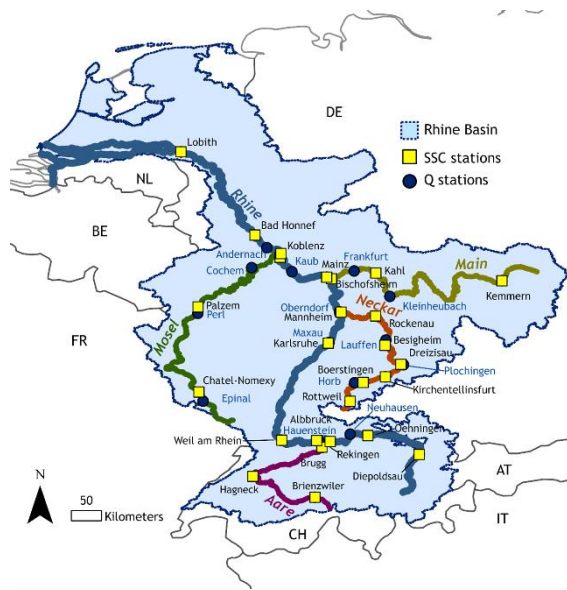 DE
Rhine Basin
SSC stations
Q stations
Lobith
NL
Rhine
BE
Bad Honnef
Andernach
Koblenz
Cochem
Kaub
Mainz
Frankfurt
Kahl
Main
Bischofsheim
Kemmern
Kleinheubach
Palzem
Perl
Oberndorf
Mannheim
Neckar
Rockenau
FR
Mosel
Maxau
Karlsruhe
Lauffen
Besigheim
Dreizisau
Plochingen
Chatel-Nomexy
Epinal
Boerstingen
Horb
Kirchentellinsfurt
Rottweil
Neuhausen
Albbruck
Hauenstein
Oehningen
Weil am Rhein
Rekingen
N
Brugg
Diepoldsau
AT
50
Kilometers
Hagneck
Brienzwiler
Aare
IT
CH